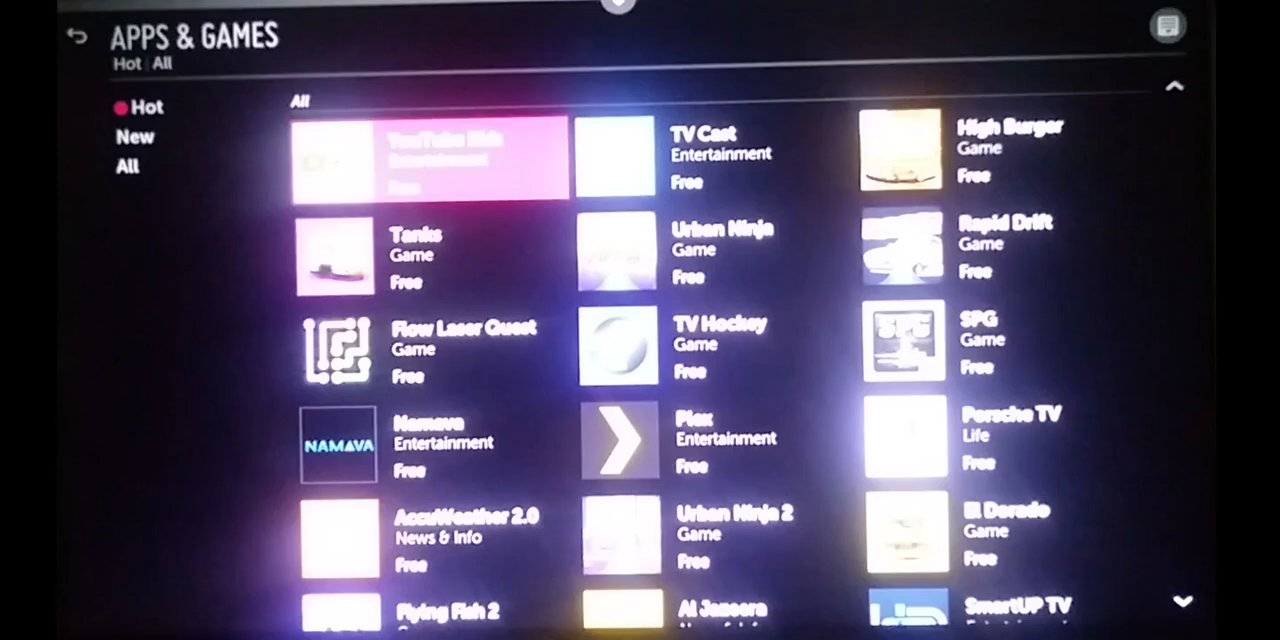 APPS & GAMES
Hot All
Hot
New
All
All
YouTube Kids
Entertainment
Free
TV Cast
Entertainment
Free
High Burger
Game
Free
Tanks
Game
Free
Urban Ninja
Game
Free
Rapid Drift
Game
Free
Flow Laser Quest
Game
Free
TV Hockey
Game
Free
SPG
SPG
Game
Free
NAMAVA
Namava
Entertainment
Free
Plex
Entertainment
Free
Porsche TV
Life
Free
AccuWeather 2.0
News & Info
Free
Urban Ninja 2
Game
Free
El Dorado
Game
Free
Flying Fish 2
Al Jazeera
SmartUP TV